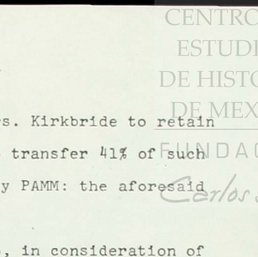 CENTRO
ESTUDI
DE HISTO
DE MEX
FUNDAC
Carlos S
rs. Kirkbride to retain
transfer 41% of such
y PAMM: the aforesaid
, in consideration of